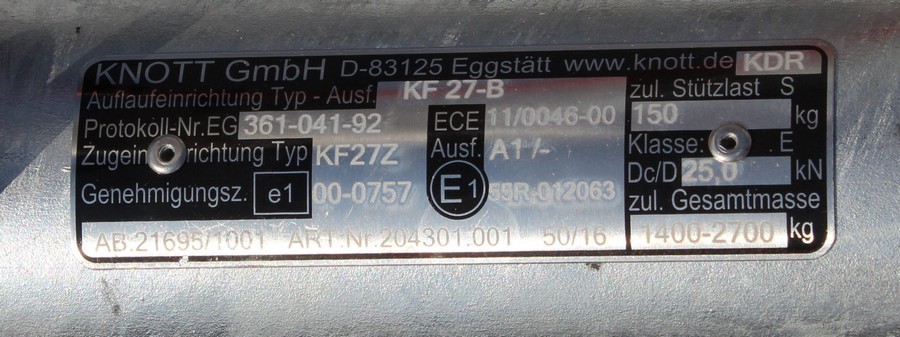 KNOTT GmbH D-83125 Eggstätt www.knott.de KDR
Auflaufeinrichtung Typ - Ausf. KF 27-B
Protokoll-Nr.EG 361-041-92
ECE 11/0046-00
Zugeinrichtung Typ KF27Z
Ausf. A1 /-
Genehmigungsz. e1 00-0757
E1 55R-012063
AB:21695/1001 ART-Nr.204301.001 50/16
zul. Stützlast S
150 kg
Klasse: E
Dc/D 25,0 kN
zul. Gesamtmasse
1400-2700 kg